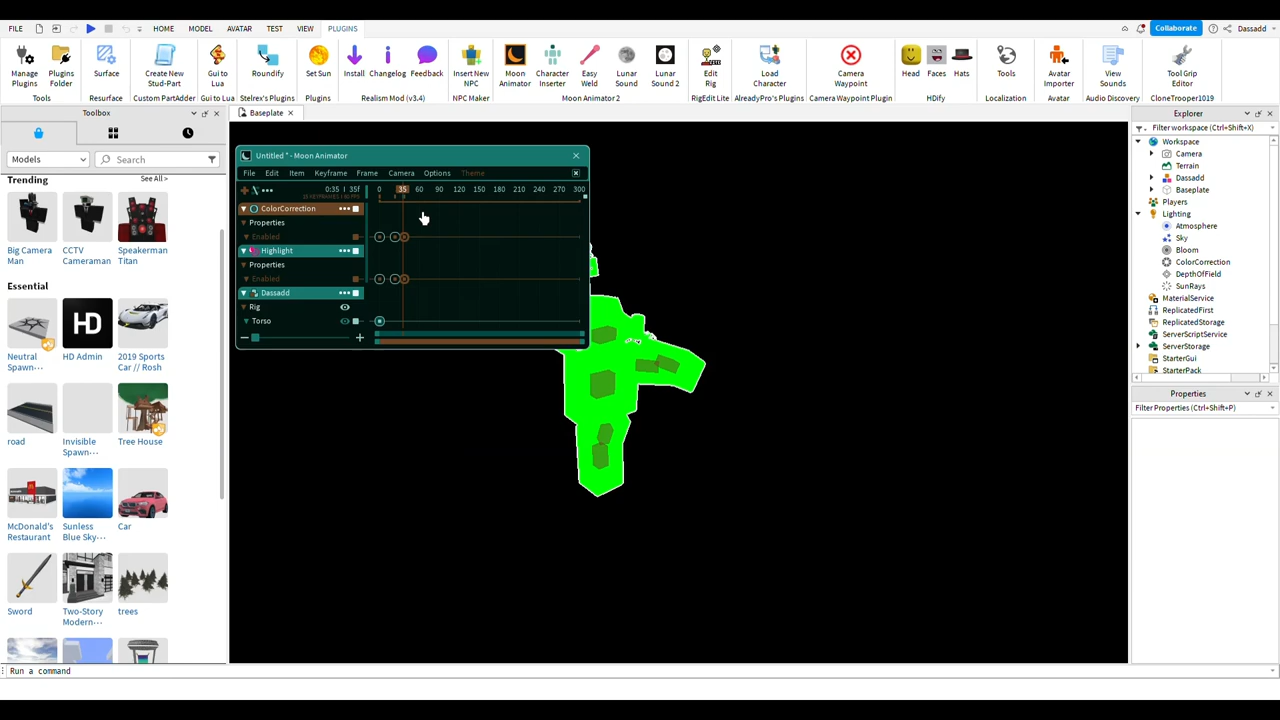 FILE HOME MODEL AVATAR TEST VIEW PLUGINS Collaborate Dassadd
Manage Plugins Surface Create New Gui to Roundify Set Sun Install Changelog Feedback Insert New Moon Character Easy Lunar Lunar Edit Load Camera Head Faces Hats Tools Avatar View Tool Grip
Plugins Folder Stud-Part Lua NPC Animator Inserter Weld Sound Sound 2 Rig Character Waypoint Importer Sounds Editor
Tools Resurface Custom PartAdder Gui to Lua Stelrex's Plugins Plugins Realism Mod (v3.4) NPC Maker Moon Animator 2 RigEdit Lite AlreadyPro's Plugins Camera Waypoint Plugin HDify Localization Avatar Audio Discovery CloneTrooper1019
Toolbox
Models Search
Trending See All >
Big Camera Man
CCTV Cameraman
Speakerman Titan
Essential
Neutral Spawn...
HD Admin
2019 Sports Car // Rosh
road
Invisible Spawn...
Tree House
McDonald's Restaurant
Sunless Blue Sky...
Car
Sword
Two-Story Modern...
trees
Baseplate
Untitled * - Moon Animator
File Edit Item Keyframe Frame Camera Options Theme
0:35 | 35f 0 35 60 90 120 150 180 210 240 270 300
ColorCorrection
Properties
Enabled
Highlight
Properties
Enabled
Dassadd
Rig
Torso
Explorer
Filter workspace (Ctrl+Shift+X)
Workspace
Camera
Terrain
Dassadd
Baseplate
Players
Lighting
Atmosphere
Sky
Bloom
ColorCorrection
DepthOfField
SunRays
MaterialService
ReplicatedFirst
ReplicatedStorage
ServerScriptService
ServerStorage
StarterGui
StarterPack
Properties
Filter Properties (Ctrl+Shift+P)
Run a command